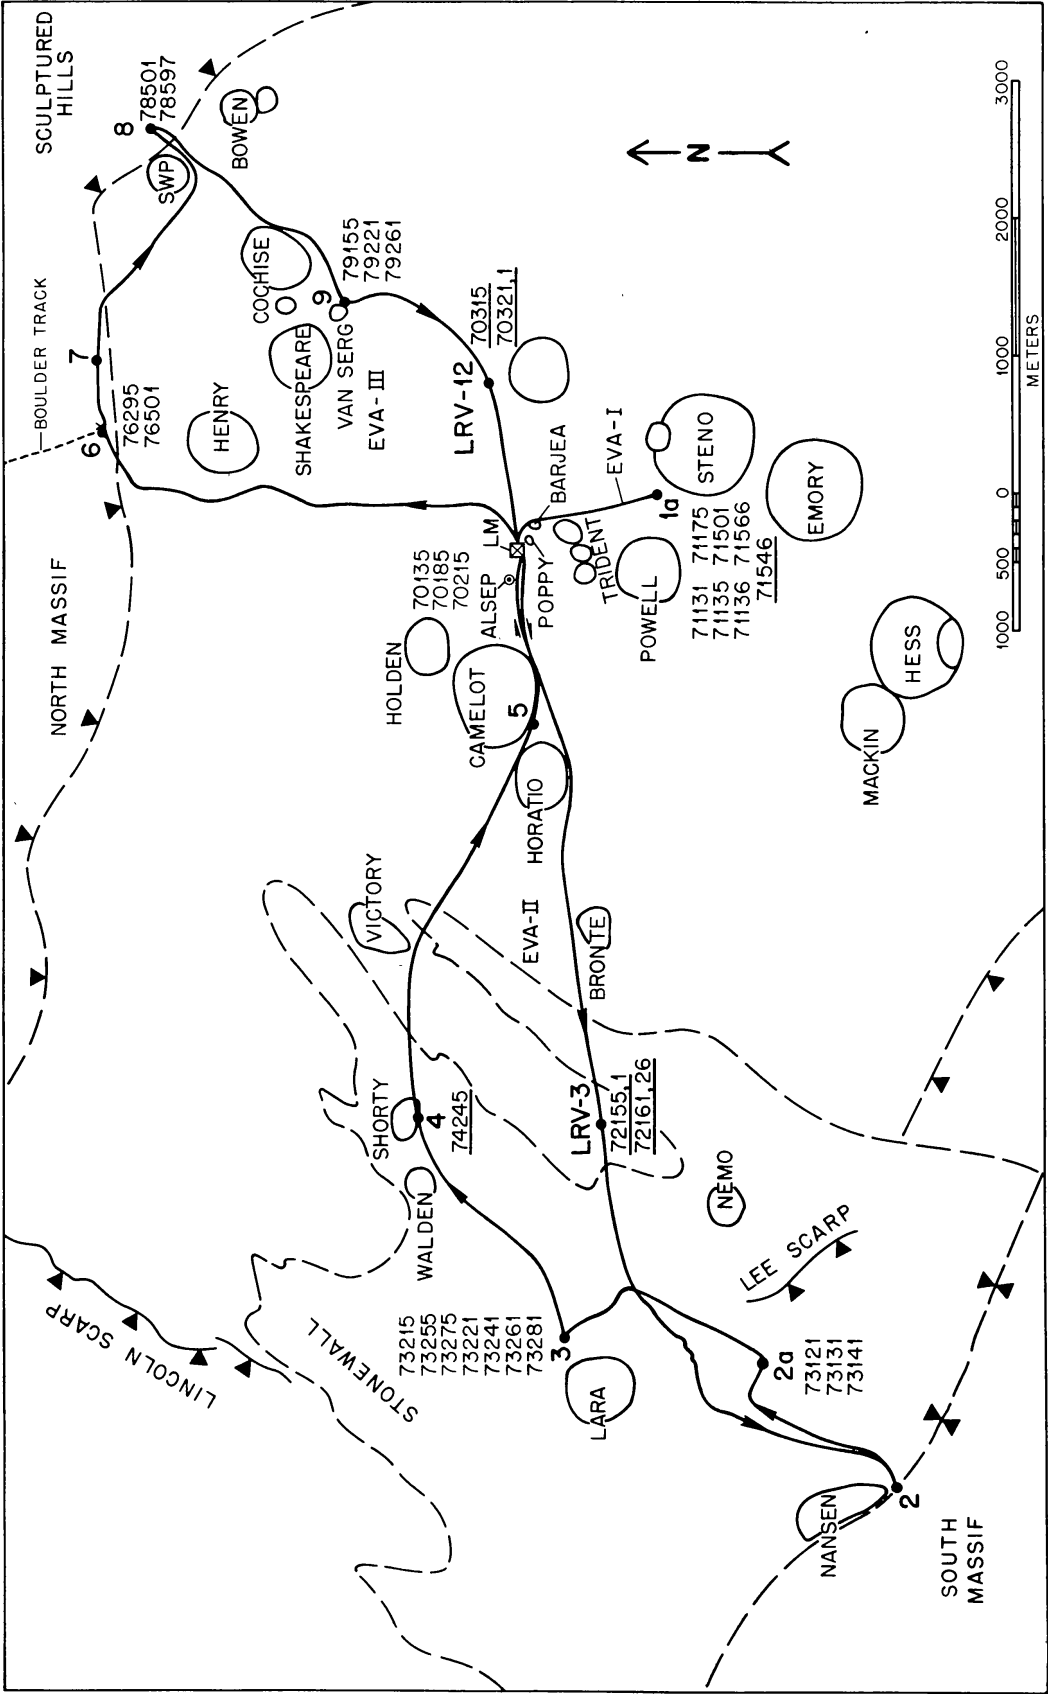 SCULPTURED
HILLS
8
78501
78597
SWP
BOWEN
BOULDER TRACK
7
6
76295
76501
COCHISE
9
79155
79221
79261
HENRY
SHAKESPEARE
VAN SERG
EVA-III
N
NORTH MASSIF
LRV-12
70315
70321,1
LM
BARJEA
EVA-I
1a
STENO
EMORY
ALSEP
POPPY
TRIDENT
POWELL
70135
70185
70215
71131 71175
71135 71501
71136 71566
71546
HOLDEN
CAMELOT
5
HORATIO
HESS
MACKIN
VICTORY
EVA-II
BRONTE
SHORTY
4
74245
LRV-3
72155,1
72161,26
WALDEN
NEMO
LEE SCARP
LINCOLN SCARP
STONEWALL
73215
73255
73275
73221
73241
73261
73281
3
LARA
2a
73121
73131
73141
NANSEN
2
SOUTH
MASSIF
1000 500 0 1000 2000 3000
METERS